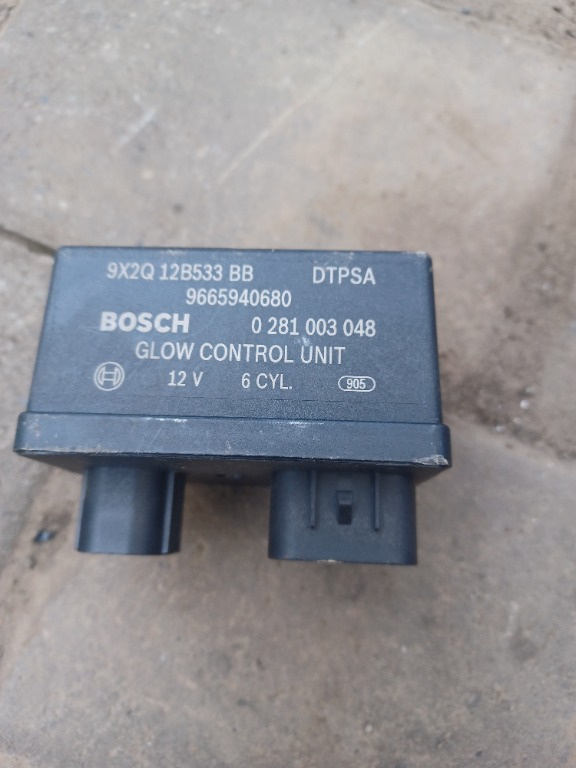 9X2Q 12B533 BB DTPSA
9665940680
BOSCH 0 281 003 048
GLOW CONTROL UNIT
12 V 6 CYL. 905